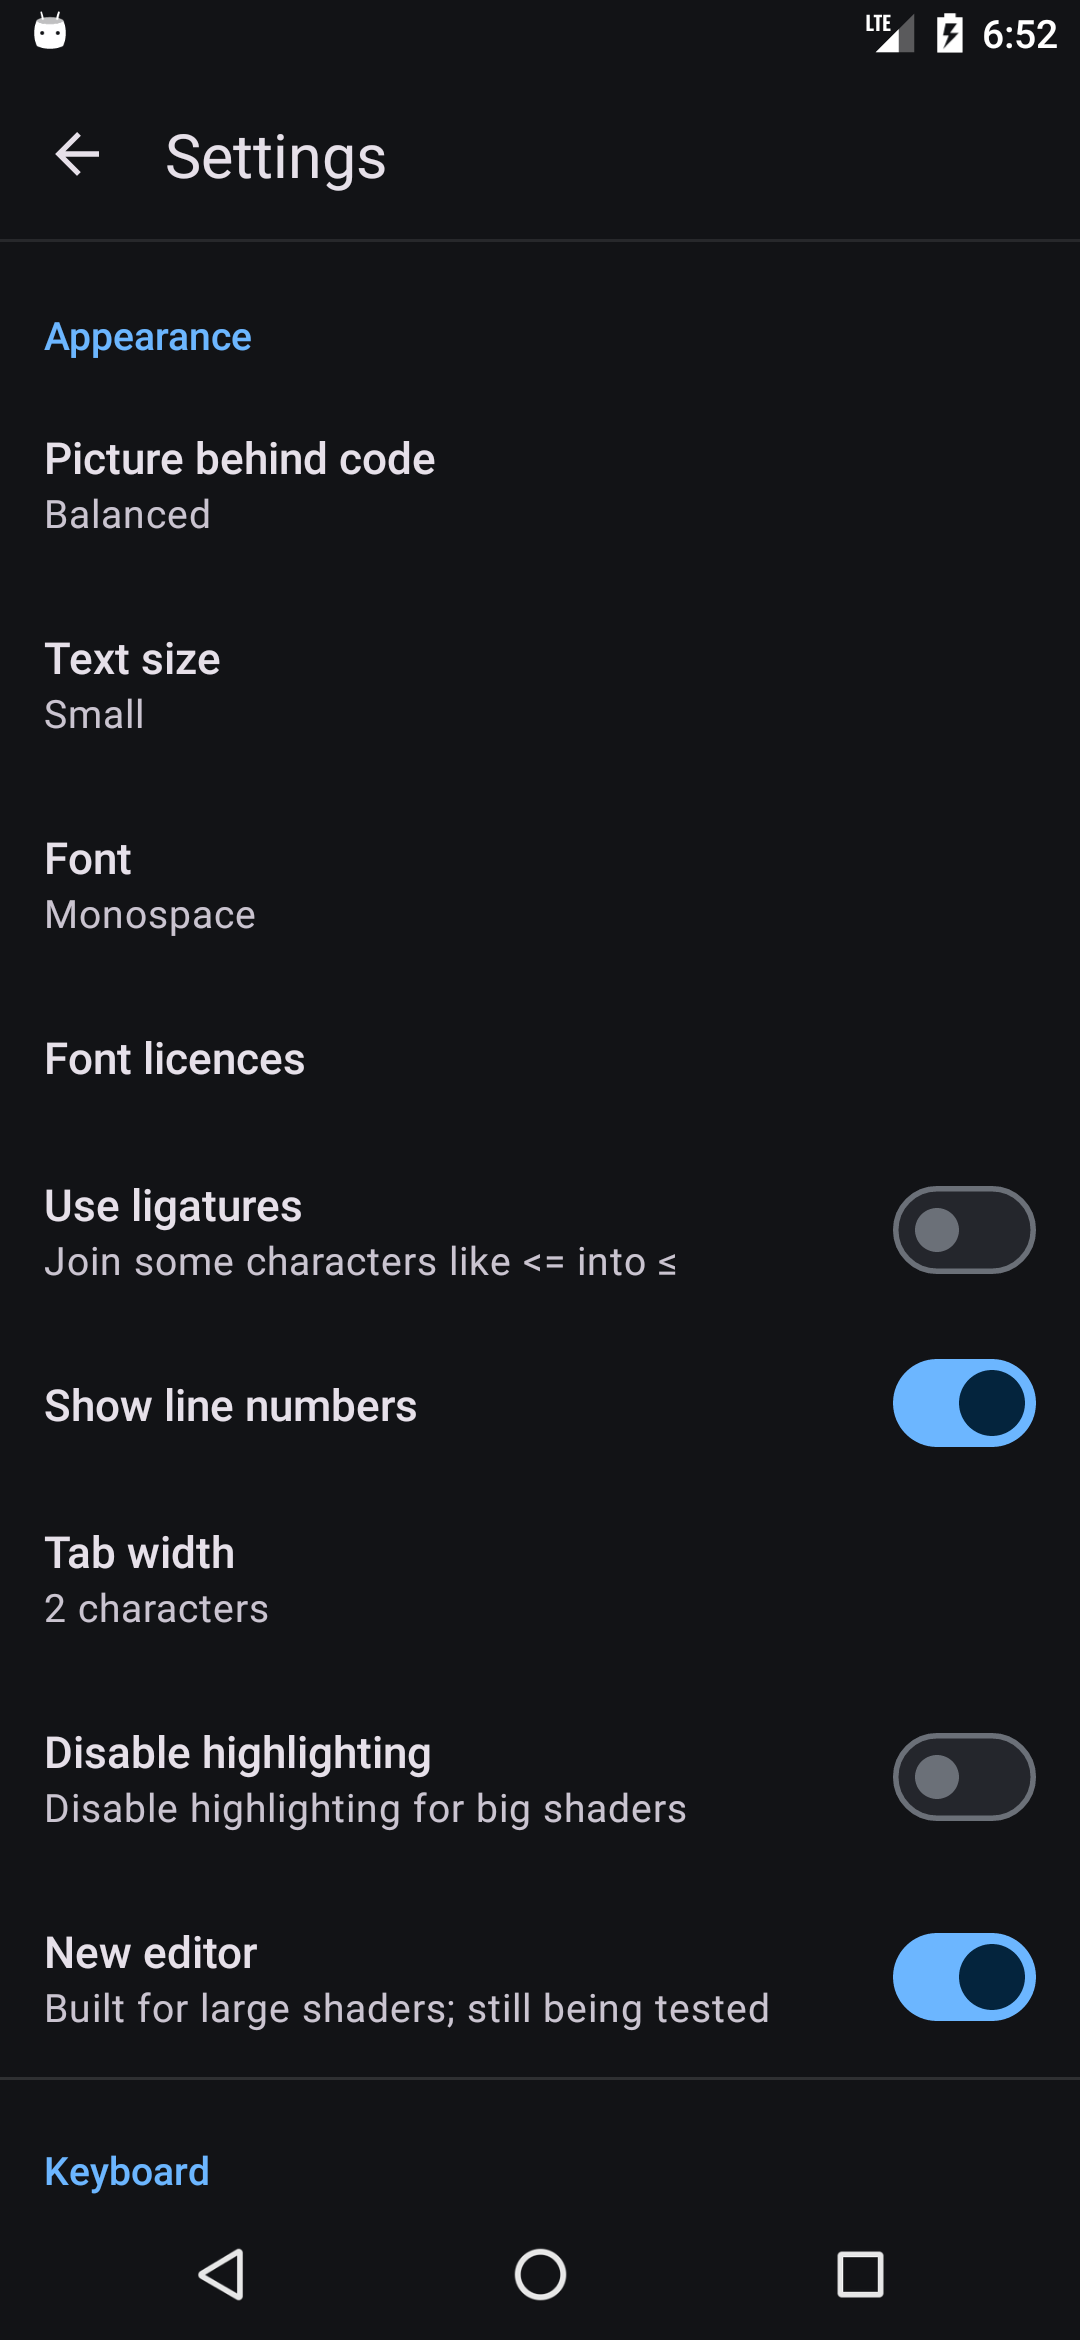 LTE 6:52
Settings
Appearance
Picture behind code
Balanced
Text size
Small
Font
Monospace
Font licences
Use ligatures
Join some characters like <= into ≤
Show line numbers
Tab width
2 characters
Disable highlighting
Disable highlighting for big shaders
New editor
Built for large shaders; still being tested
Keyboard